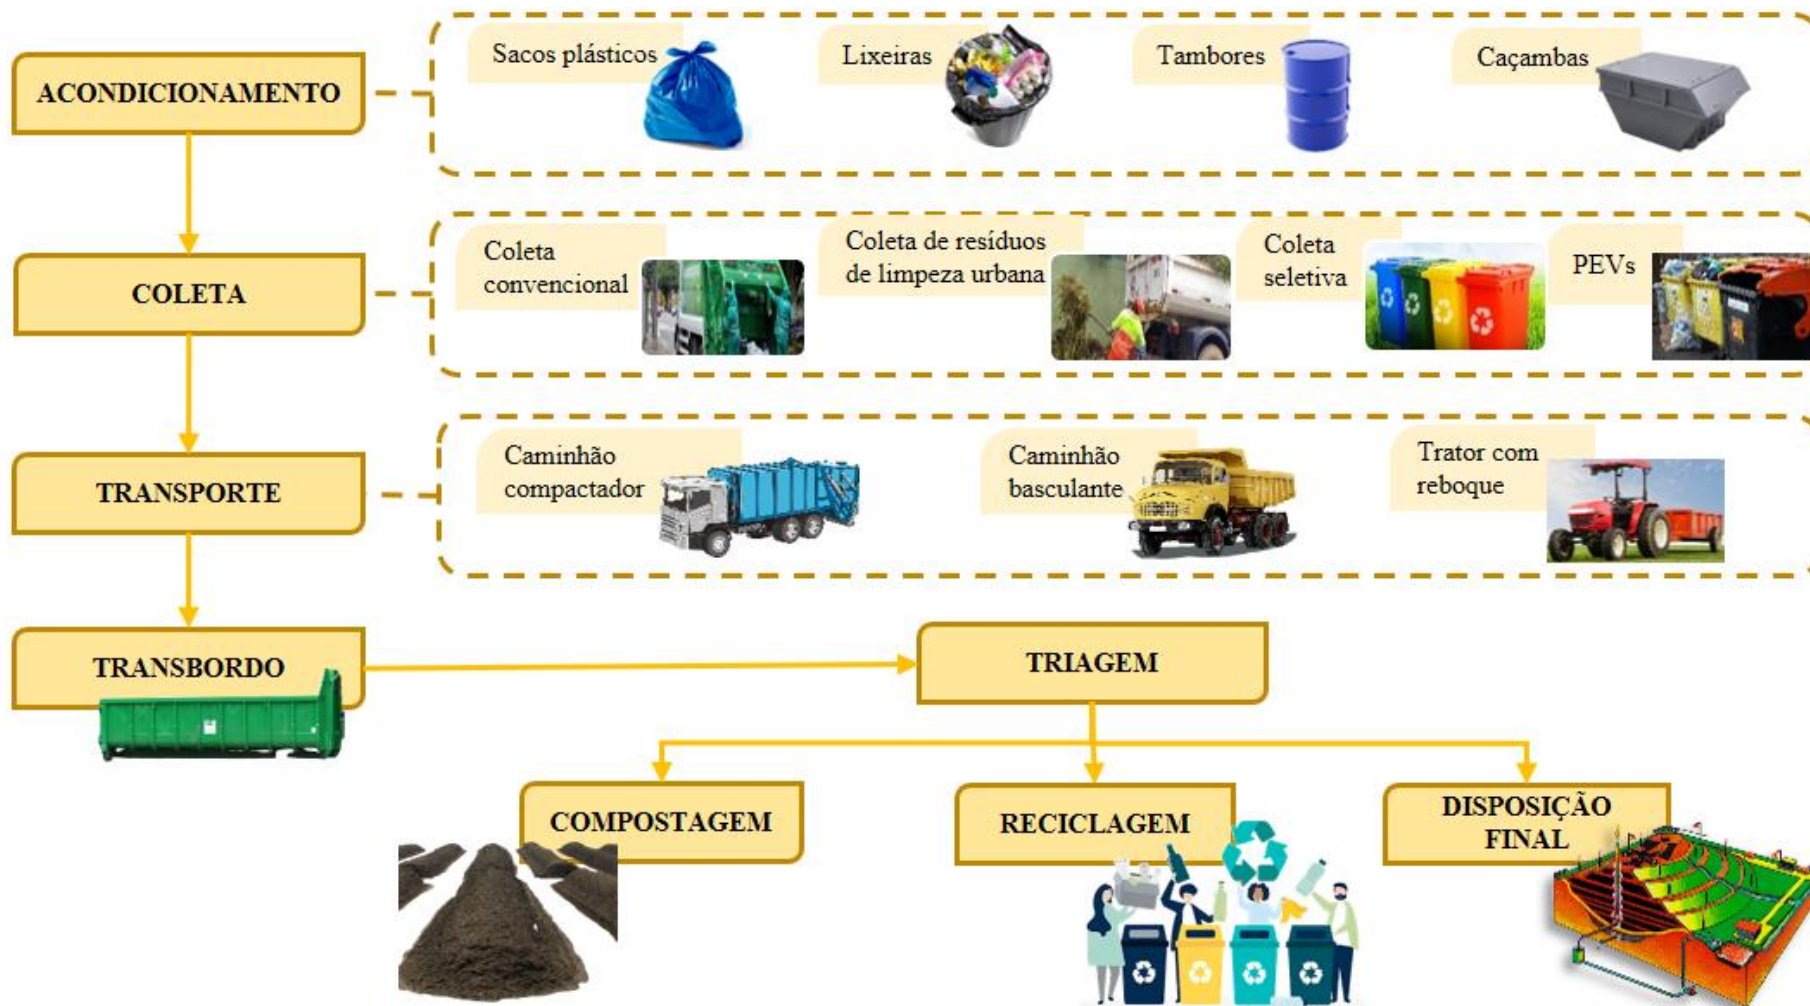 ACONDICIONAMENTO
Sacos plásticos
Lixeiras
Tambores
Caçambas
COLETA
Coleta
convencional
Coleta de resíduos
de limpeza urbana
Coleta
seletiva
PEVs
TRANSPORTE
Caminhão
compactador
Caminhão
basculante
Trator com
reboque
TRANSBORDO
TRIAGEM
COMPOSTAGEM
RECICLAGEM
DISPOSIÇÃO
FINAL